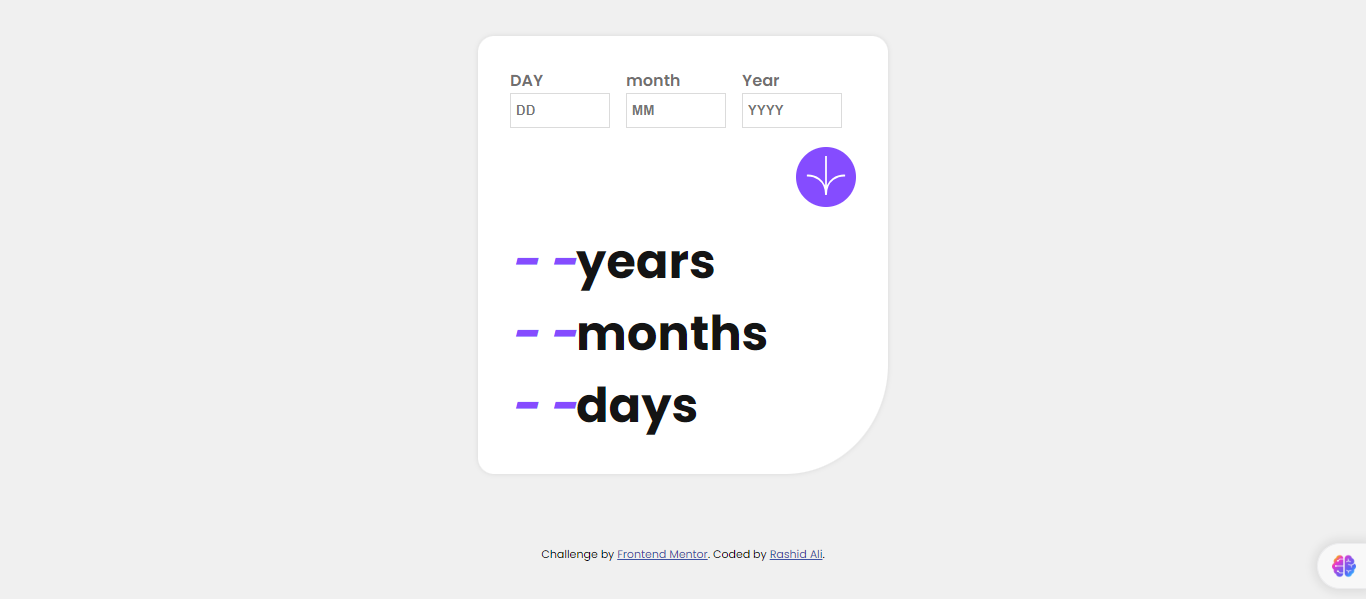 DAY month Year
DD MM YYYY
- -years
- -months
- -days
Challenge by Frontend Mentor. Coded by Rashid Ali.